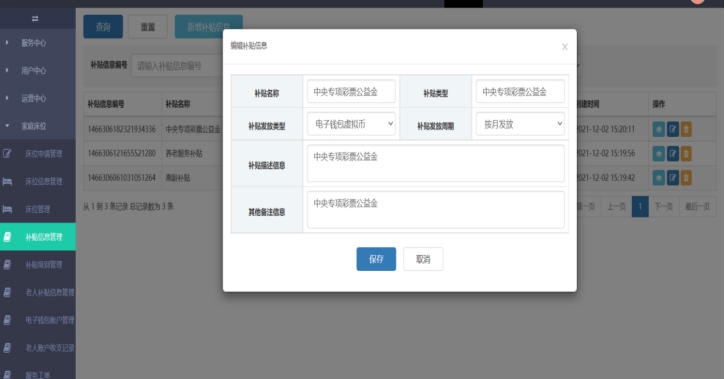 查询 重置 新增补贴信息
服务中心
用户中心
运营中心
家庭床位
床位申请管理
床位信息管理
床位管理
补贴信息管理
补贴规则管理
老人补贴信息管理
电子钱包账户管理
老人账户收支记录
服务工单
补贴信息编号 请输入补贴信息编号
补贴信息编号 补贴名称 创建时间 操作
1466306182321934336 中央专项彩票公益金 2021-12-02 15:20:11
1466306121655521280 养老服务补贴 2021-12-02 15:19:56
1466306061031051264 高龄补贴 2021-12-02 15:19:42
从 1 到 3 条记录 总记录数为 3 条
第一页 上一页 1 下一页 最后一页
编辑补贴信息 x
补贴名称 中央专项彩票公益金 补贴类型 中央专项彩票公益金
补贴发放类型 电子钱包虚拟币 补贴发放周期 按月发放
补贴描述信息 中央专项彩票公益金
其他备注信息 中央专项彩票公益金
保存 取消